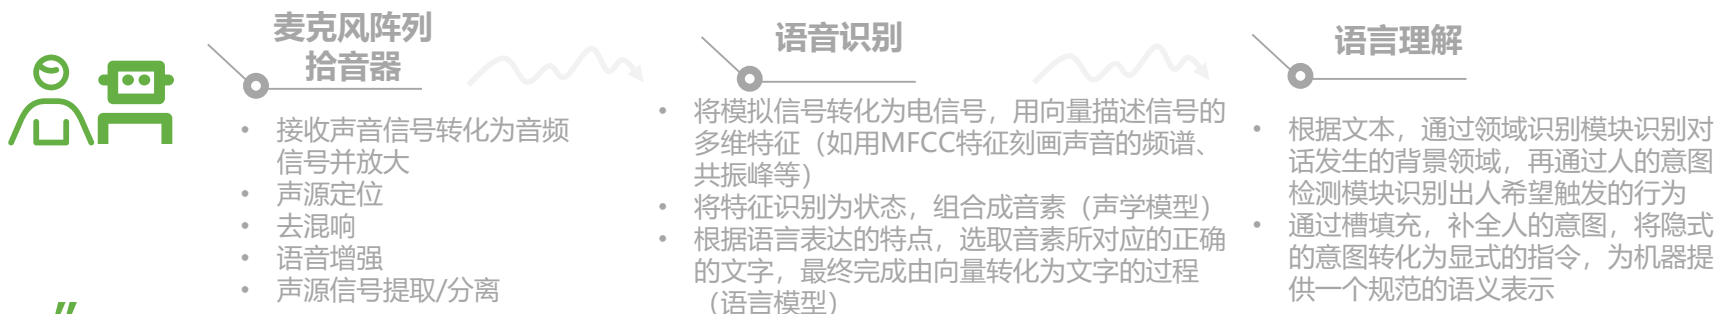 麦克风阵列
拾音器
• 接收声音信号转化为音频
信号并放大
• 声源定位
• 去混响
• 语音增强
• 声源信号提取/分离
语音识别
• 将模拟信号转化为电信号，用向量描述信号的
多维特征（如用MFCC特征刻画声音的频谱、
共振峰等）
• 将特征识别为状态，组合成音素（声学模型）
• 根据语言表达的特点，选取音素所对应的正确
的文字，最终完成由向量转化为文字的过程
（语言模型）
语言理解
• 根据文本，通过领域识别模块识别对
话发生的背景领域，再通过人的意图
检测模块识别出人希望触发的行为
• 通过槽填充，补全人的意图，将隐式
的意图转化为显式的指令，为机器提
供一个规范的语义表示